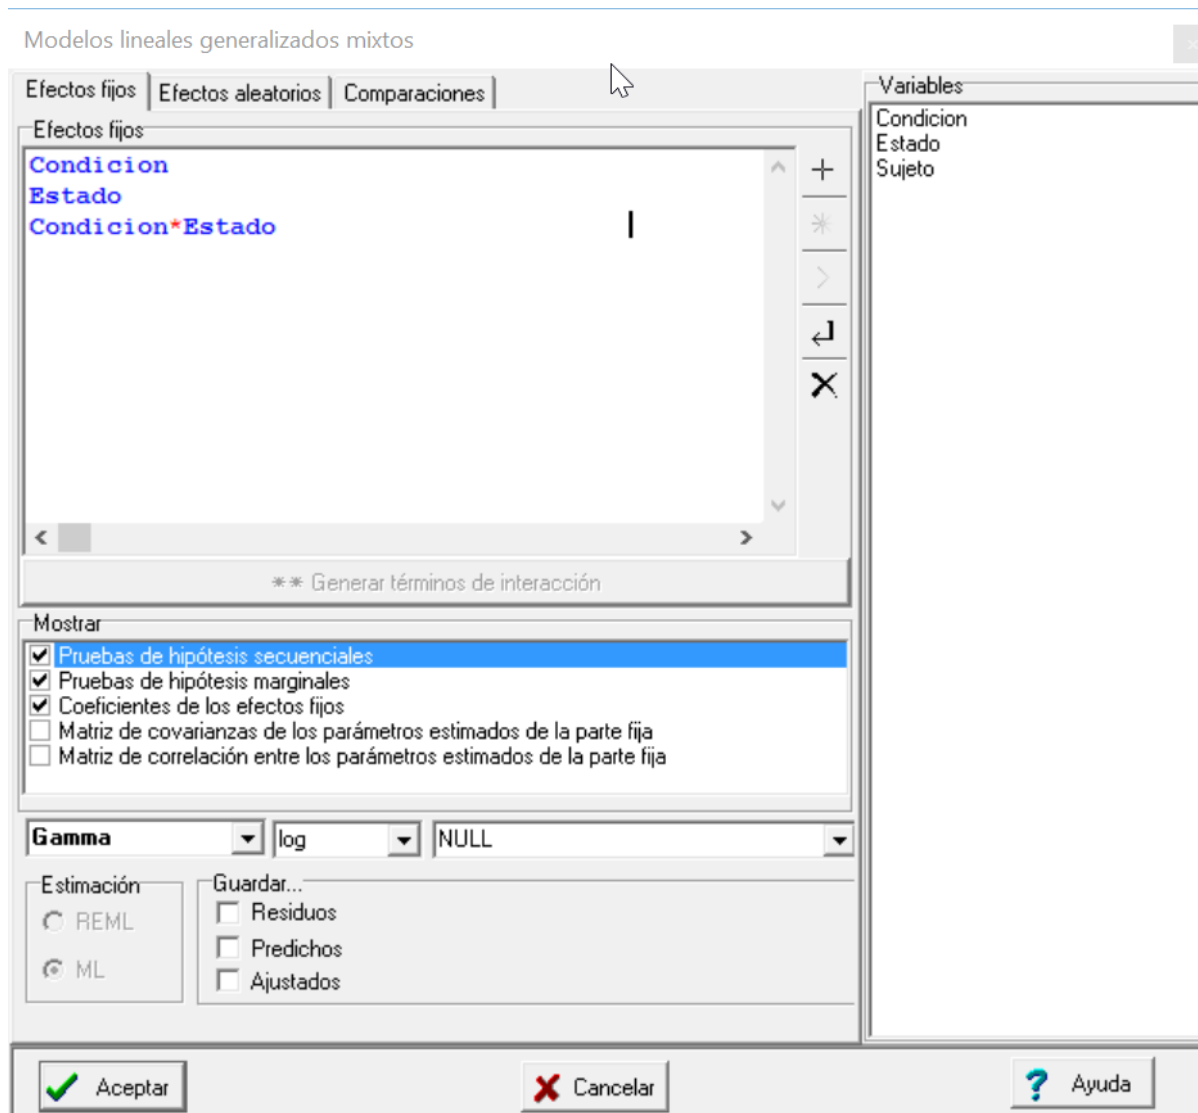 Modelos lineales generalizados mixtos
Efectos fijos
Efectos aleatorios
Comparaciones
Variables
Efectos fijos
Condicion
Estado
Condicion*Estado
Condicion
Estado
Sujeto
** Generar términos de interacción
Mostrar
Pruebas de hipótesis secuenciales
Pruebas de hipótesis marginales
Coeficientes de los efectos fijos
Matriz de covarianzas de los parámetros estimados de la parte fija
Matriz de correlación entre los parámetros estimados de la parte fija
Gamma
log
NULL
Estimación
REML
ML
Guardar...
Residuos
Predichos
Ajustados
Aceptar
Cancelar
Ayuda